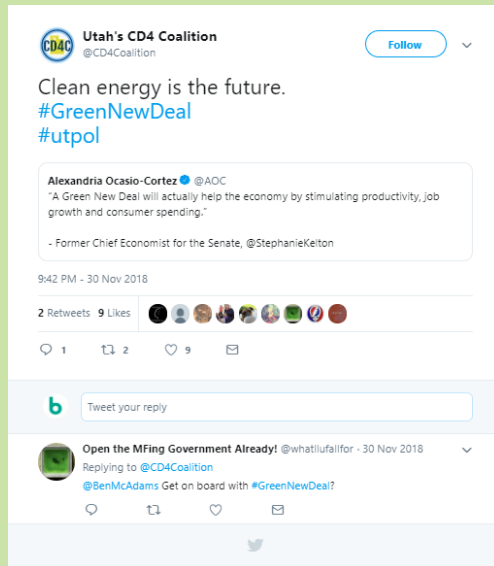 CD4C
Utah's CD4 Coalition
@CD4Coalition
Follow
Clean energy is the future.
#GreenNewDeal
#utpol
Alexandria Ocasio-Cortez @AOC
"A Green New Deal will actually help the economy by stimulating productivity, job
growth and consumer spending."
- Former Chief Economist for the Senate, @StephanieKelton
9:42 PM - 30 Nov 2018
2 Retweets 9 Likes
1 2 9
b
Tweet your reply
Open the MFing Government Already! @whatIlufallfor · 30 Nov 2018
Replying to @CD4Coalition
@BenMcAdams Get on board with #GreenNewDeal?